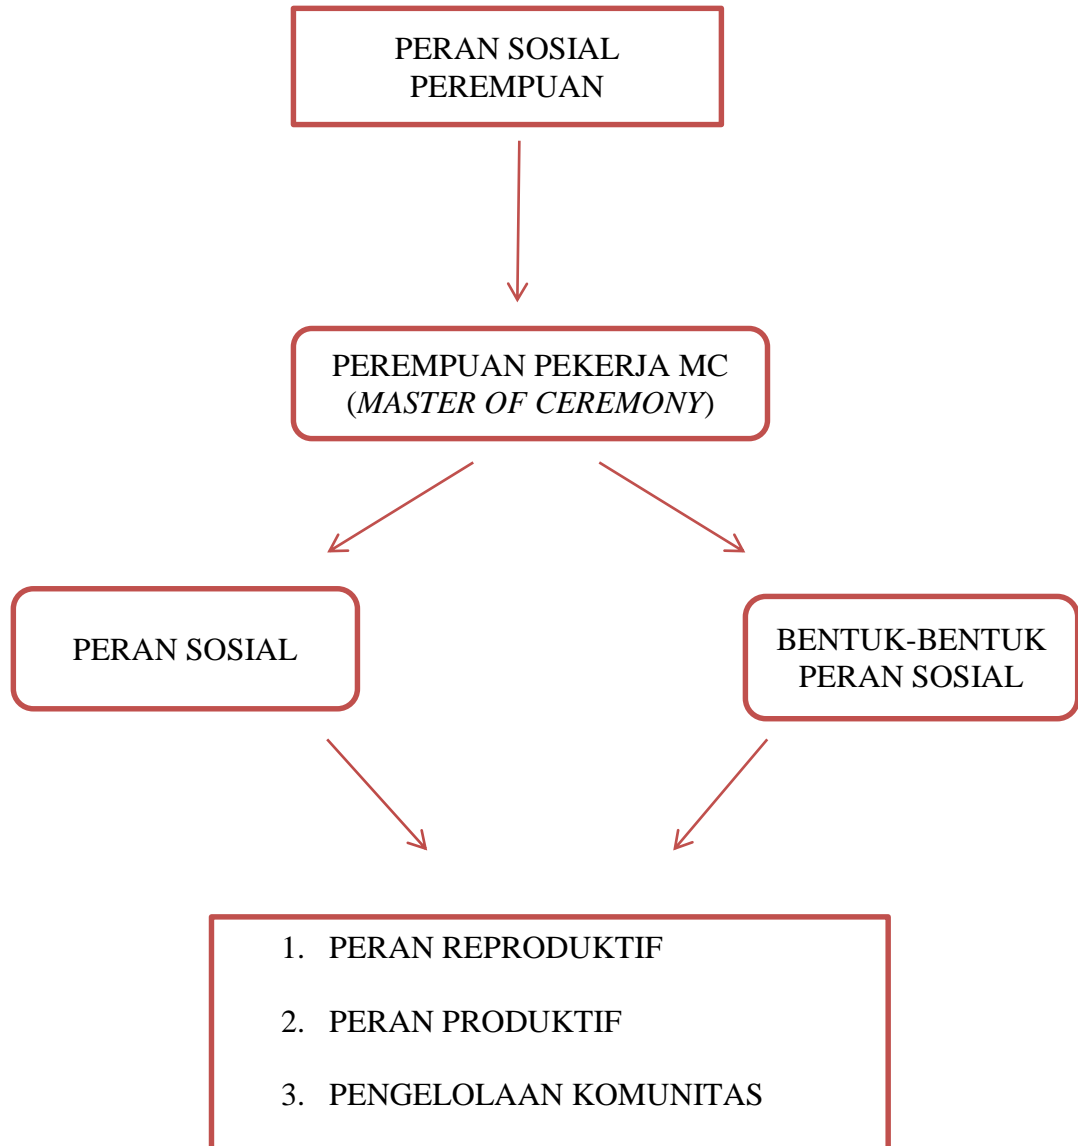 PERAN SOSIAL
PEREMPUAN
PEREMPUAN PEKERJA MC
(MASTER OF CEREMONY)
PERAN SOSIAL
BENTUK-BENTUK
PERAN SOSIAL
1. PERAN REPRODUKTIF
2. PERAN PRODUKTIF
3. PENGELOLAAN KOMUNITAS